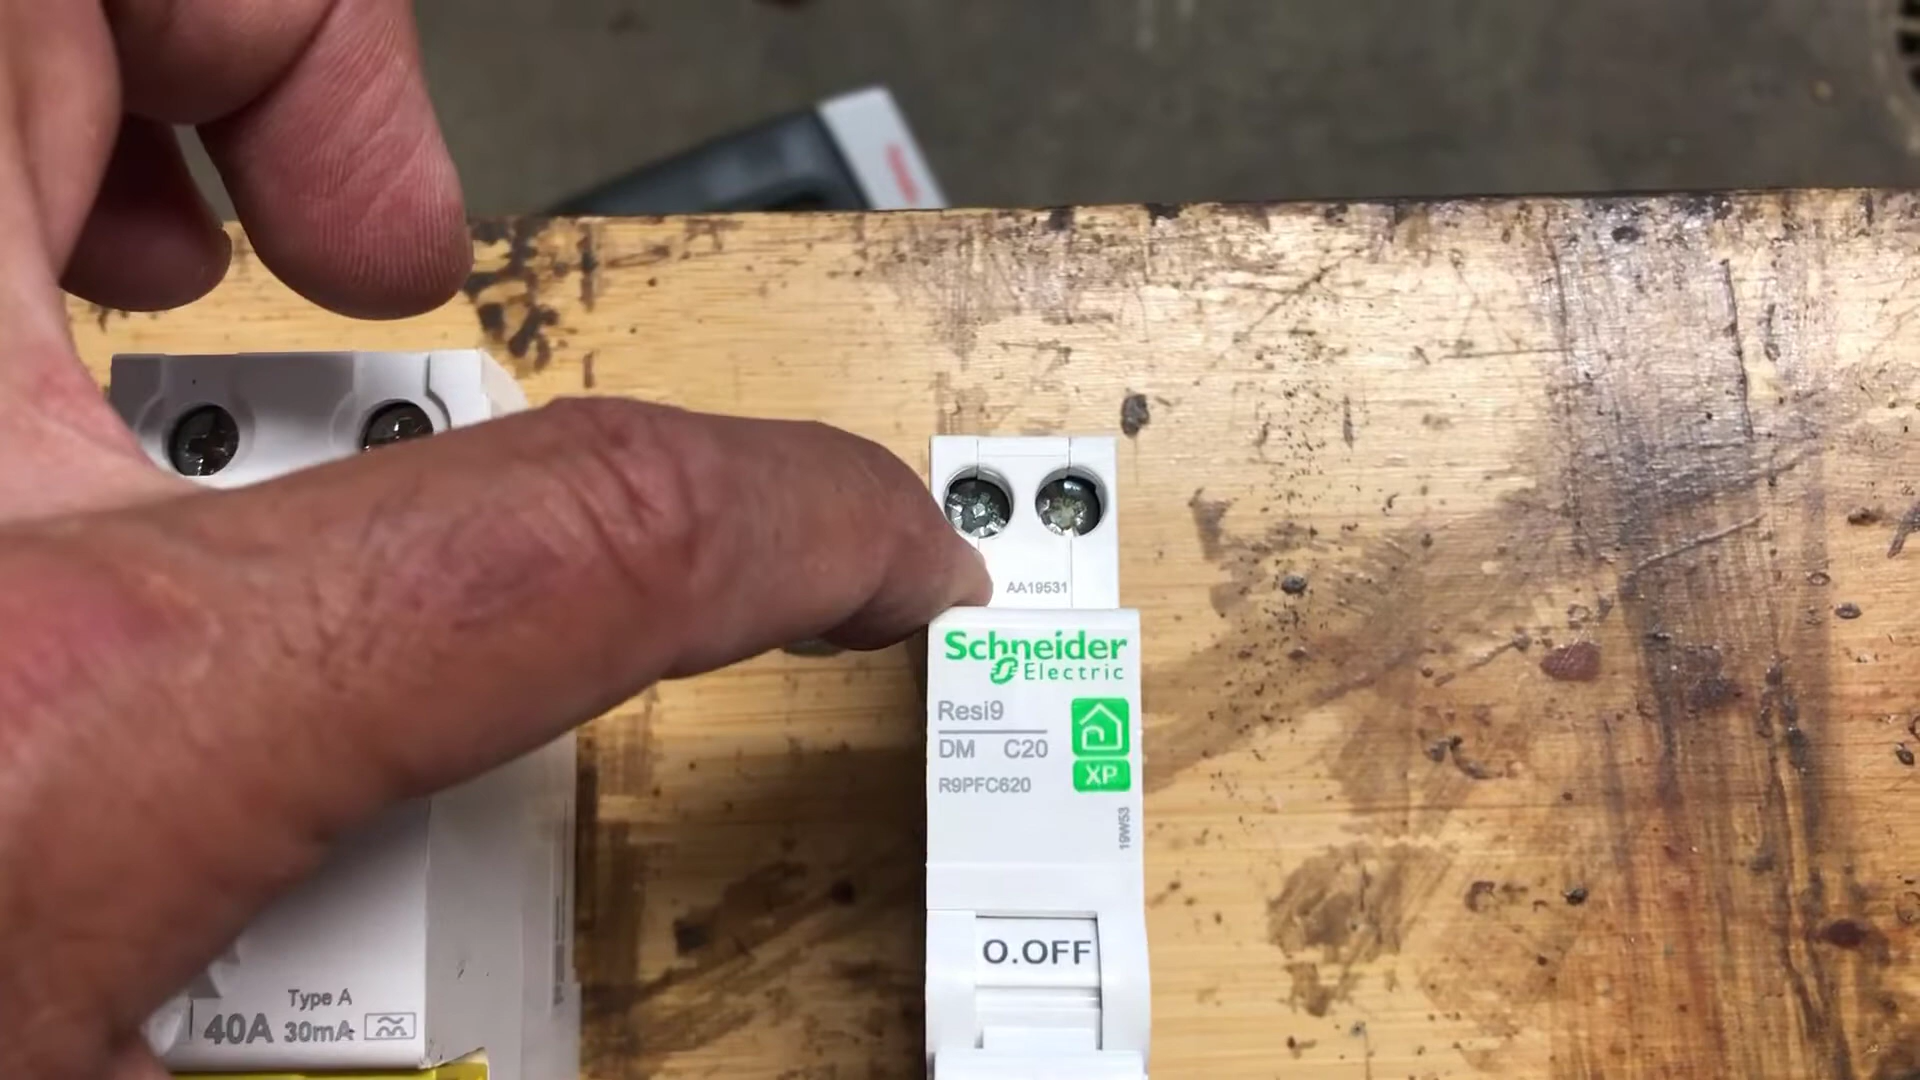 AA19531
Schneider
Electric
Resi9
DM C20
R9PFC620
XP
19W53
O.OFF
Type A
40A 30mA